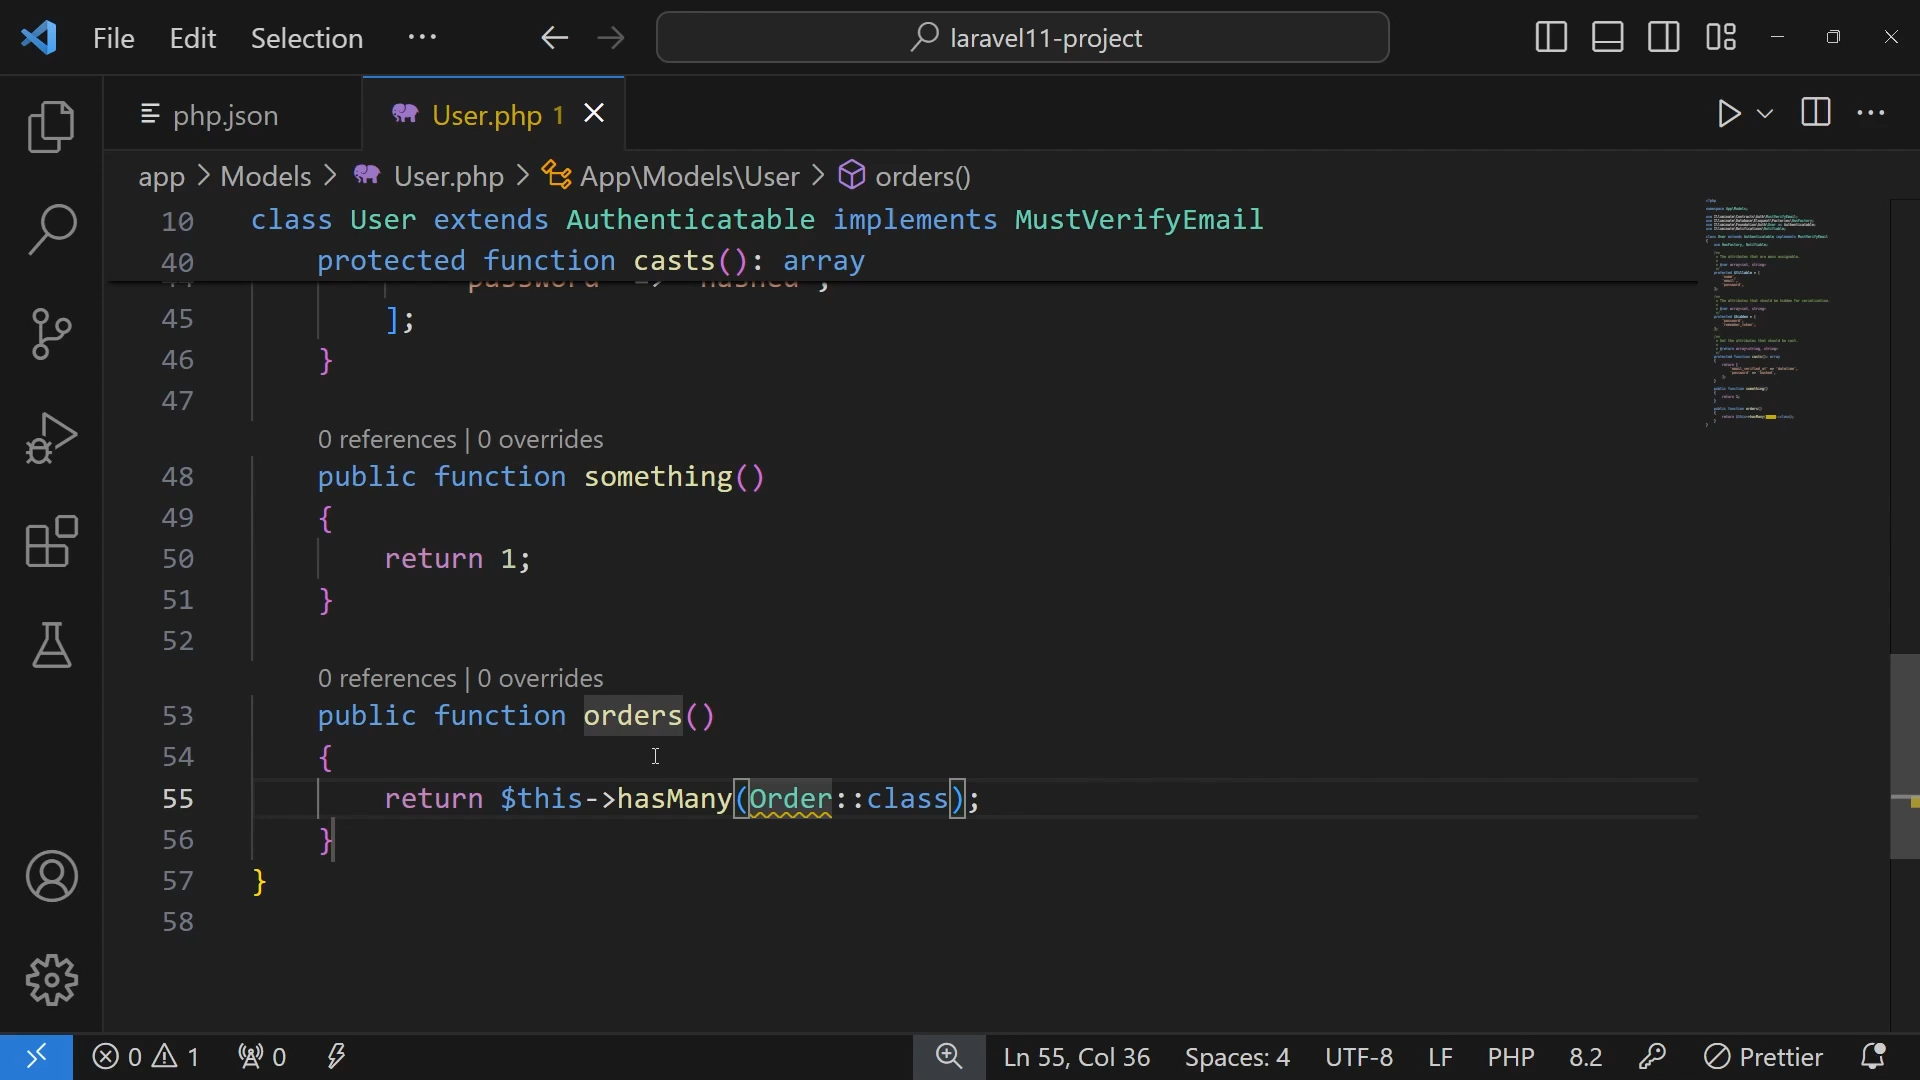 File Edit Selection ··· laravel11-project
php.json User.php 1
app > Models > User.php > App\Models\User > orders()
10 class User extends Authenticatable implements MustVerifyEmail
40 protected function casts(): array
45 ];
46 }
47
0 references | 0 overrides
48 public function something()
49 {
50 return 1;
51 }
52
0 references | 0 overrides
53 public function orders()
54 {
55 return $this->hasMany(Order::class);
56 }
57 }
58
0 1 0 Ln 55, Col 36 Spaces: 4 UTF-8 LF PHP 8.2 Prettier